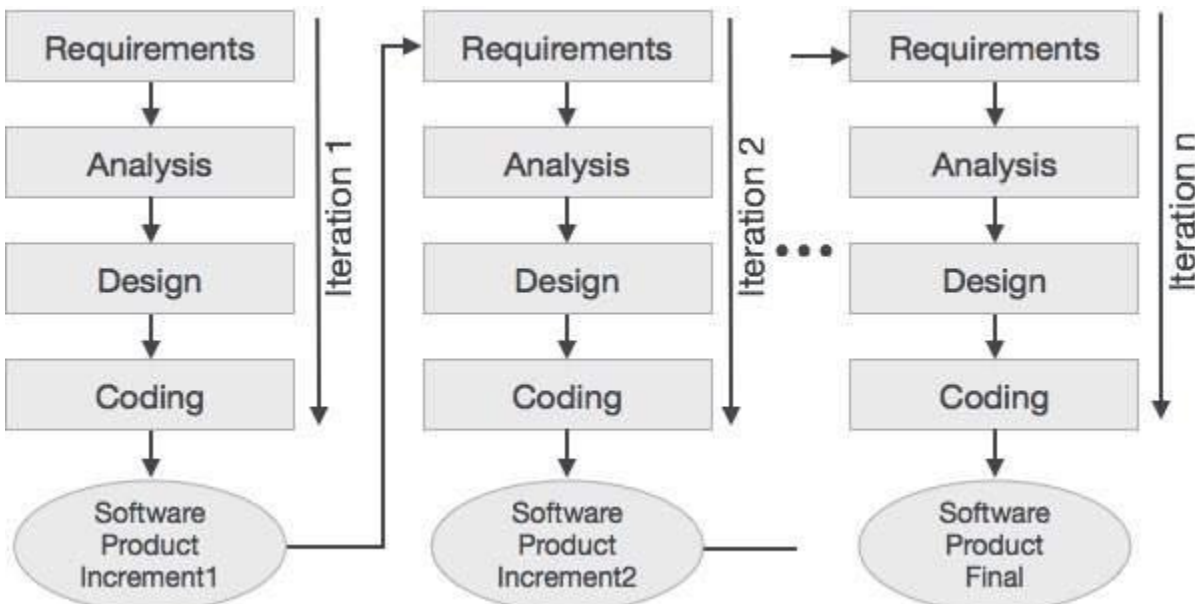 Requirements
Analysis
Design
Coding
Software
Product
Increment1
Iteration 1
Requirements
Analysis
Design
Coding
Software
Product
Increment2
Iteration 2
Requirements
Analysis
Design
Coding
Software
Product
Final
Iteration n